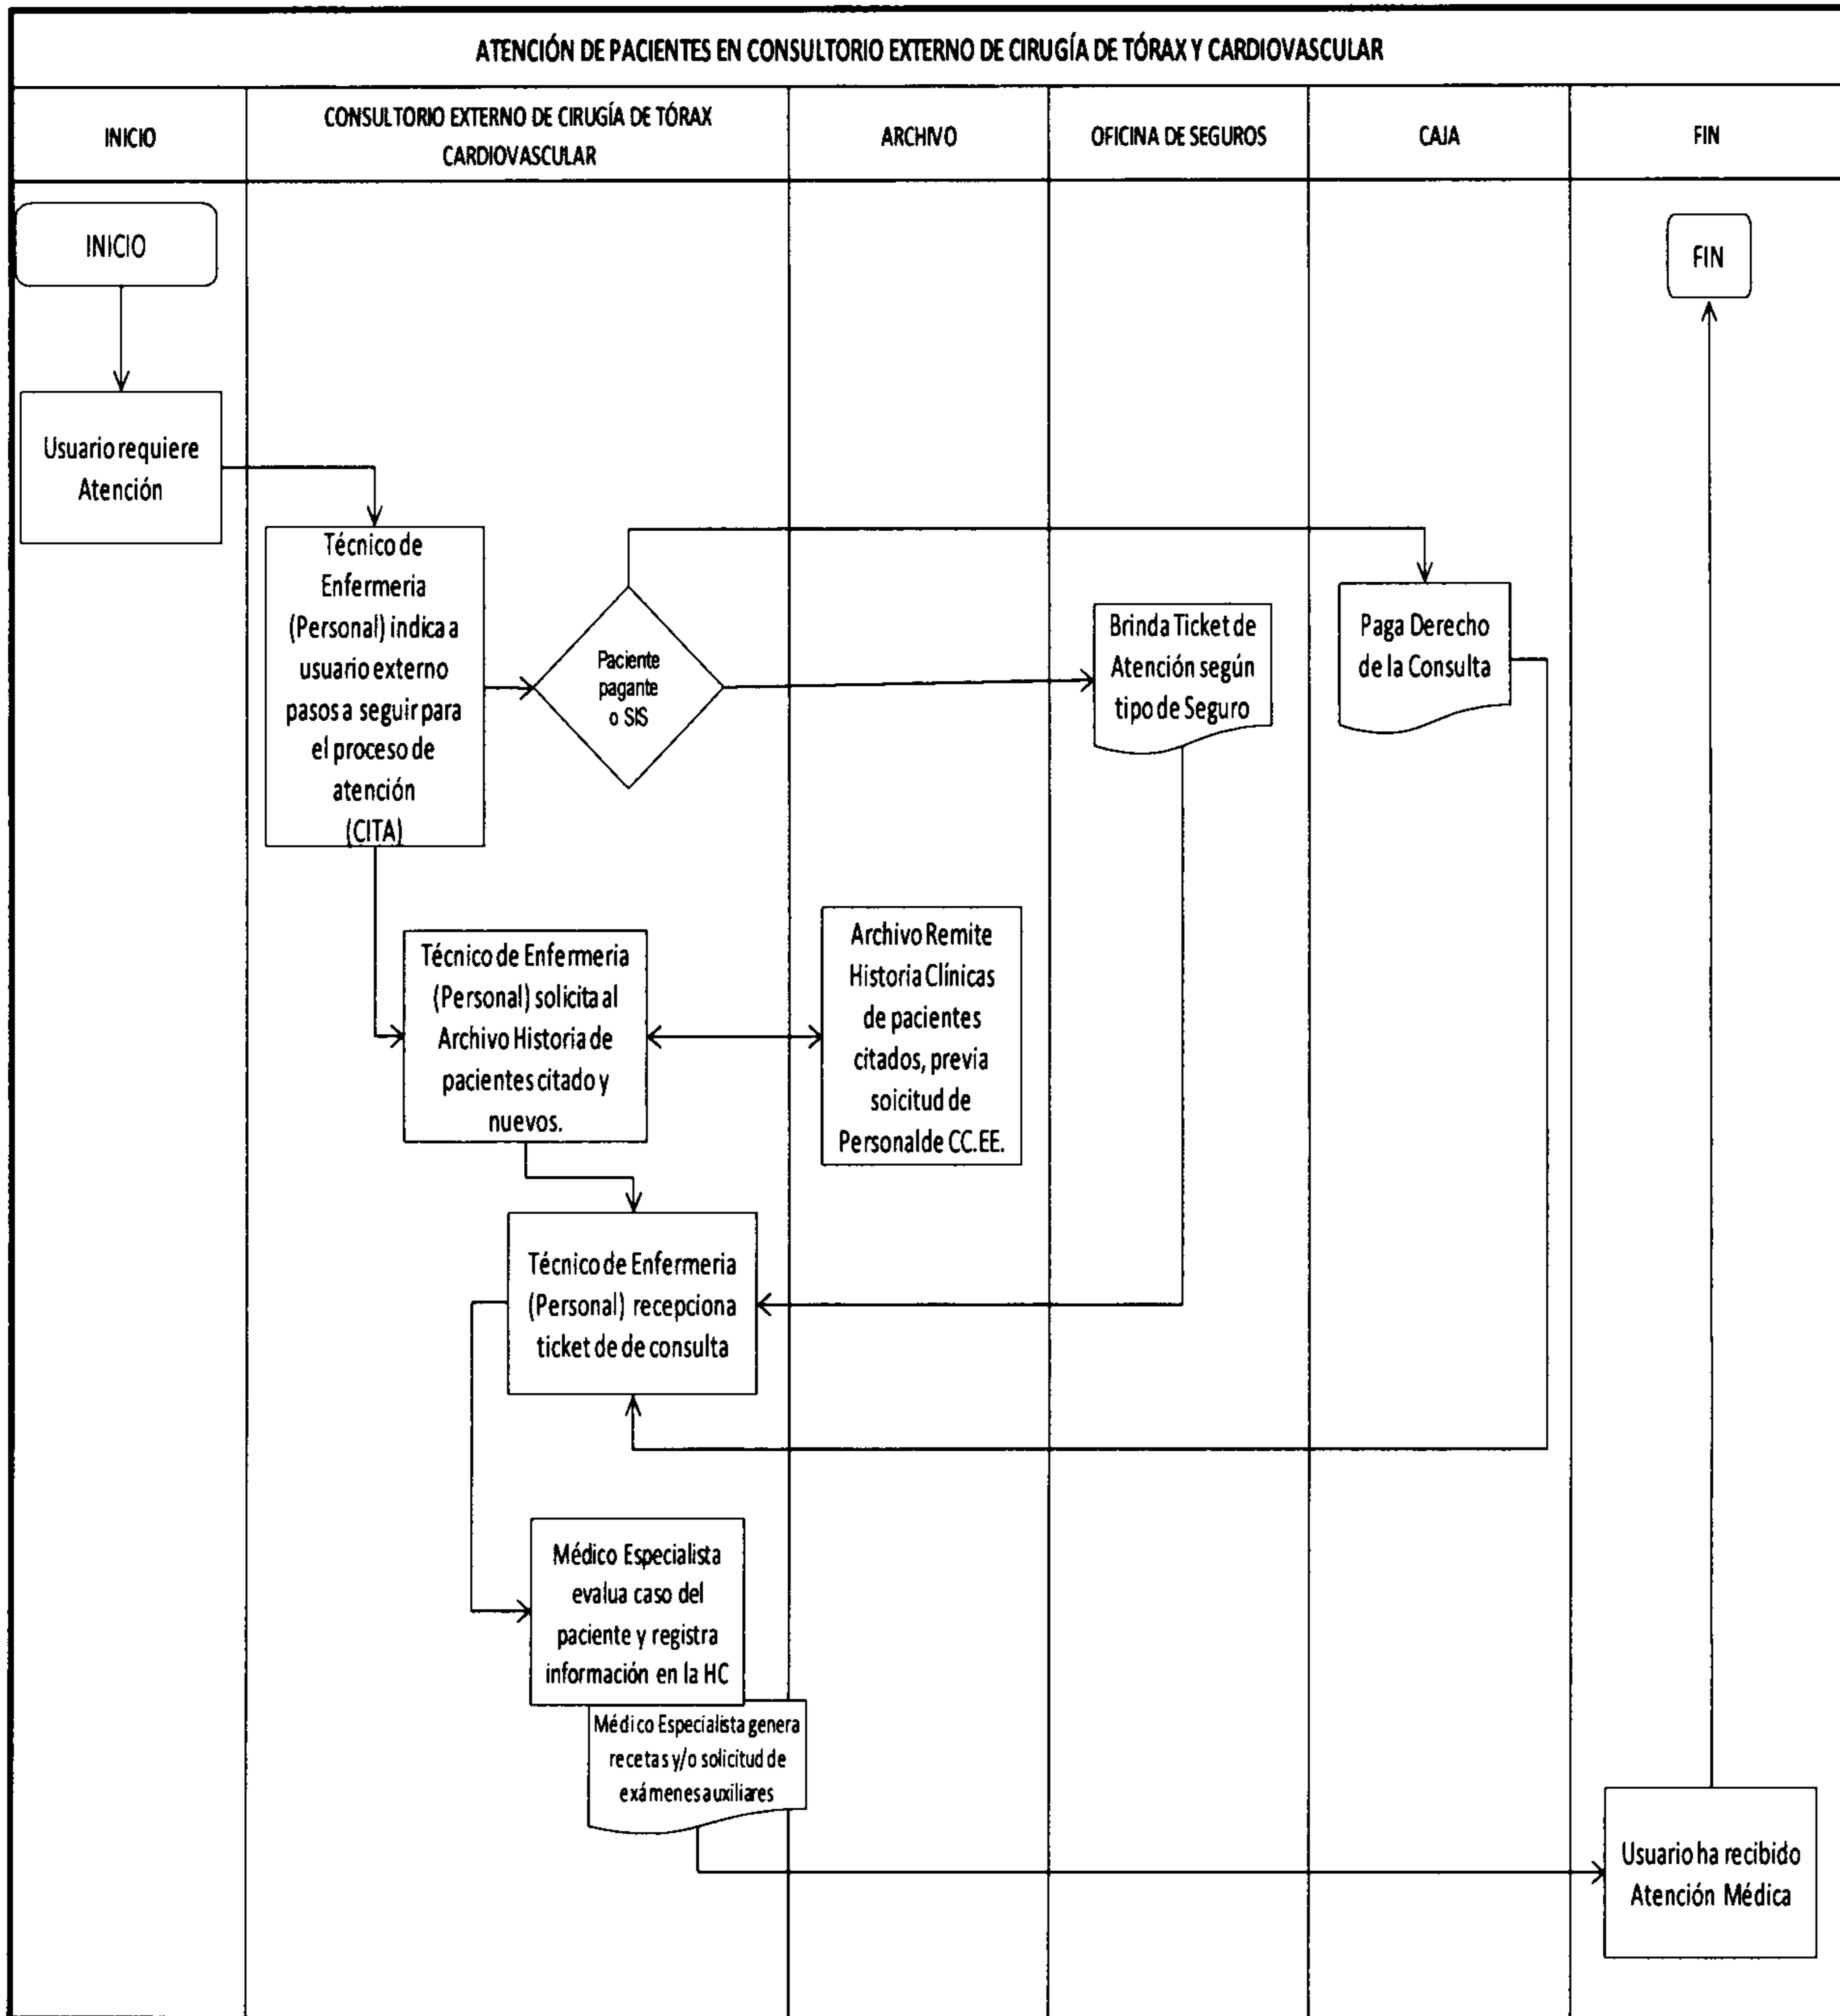 ATENCIÓN DE PACIENTES EN CONSULTORIO EXTERNO DE CIRUGÍA DE TÓRAX Y CARDIOVASCULAR
INICIO
CONSULTORIO EXTERNO DE CIRUGÍA DE TÓRAX
CARDIOVASCULAR
ARCHIVO
OFICINA DE SEGUROS
CAJA
FIN
INICIO
FIN
Usuario requiere
Atención
Técnico de
Enfermeria
(Personal) indica a
usuario externo
pasos a seguir para
el proceso de
atención
(CITA)
Paciente
pagante
o SIS
Brinda Ticket de
Atención según
tipo de Seguro
Paga Derecho
de la Consulta
Técnico de Enfermeria
(Personal) solicita al
Archivo Historia de
pacientes citado y
nuevos.
Archivo Remite
Historia Clínicas
de pacientes
citados, previa
soicitud de
Personalde CC.EE.
Técnico de Enfermeria
(Personal) recepciona
ticket de de consulta
Médico Especialista
evalua caso del
paciente y registra
información en la HC
Médico Especialista genera
recetas y/o solicitud de
exámenes auxiliares
Usuario ha recibido
Atención Médica